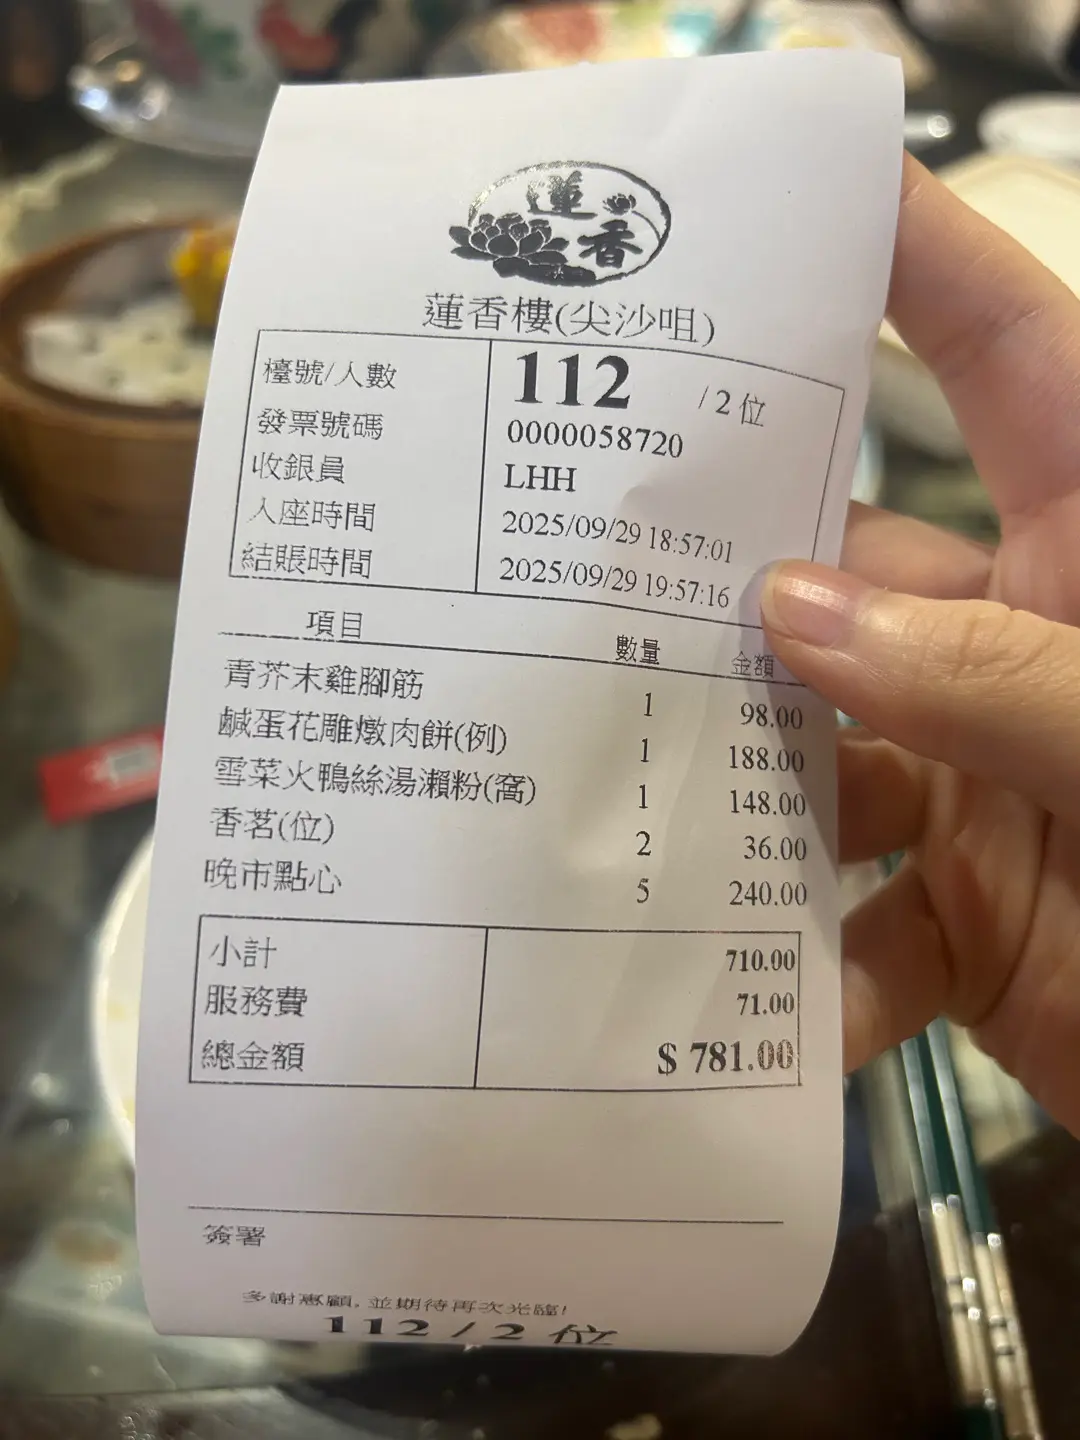 蓮香
蓮香樓(尖沙咀)
檯號/人數 112 / 2 位
發票號碼 0000058720
收銀員 LHH
入座時間 2025/09/29 18:57:01
結賬時間 2025/09/29 19:57:16
項目 數量 金額
青芥末雞腳筋 1 98.00
鹹蛋花雕燉肉餅(例) 1 188.00
雪菜火鴨絲湯瀨粉(窩) 1 148.00
香茗(位) 2 36.00
晚市點心 5 240.00
小計 710.00
服務費 71.00
總金額 $ 781.00
簽署
多謝惠顧, 並期待再次光臨!
112 / 2 位